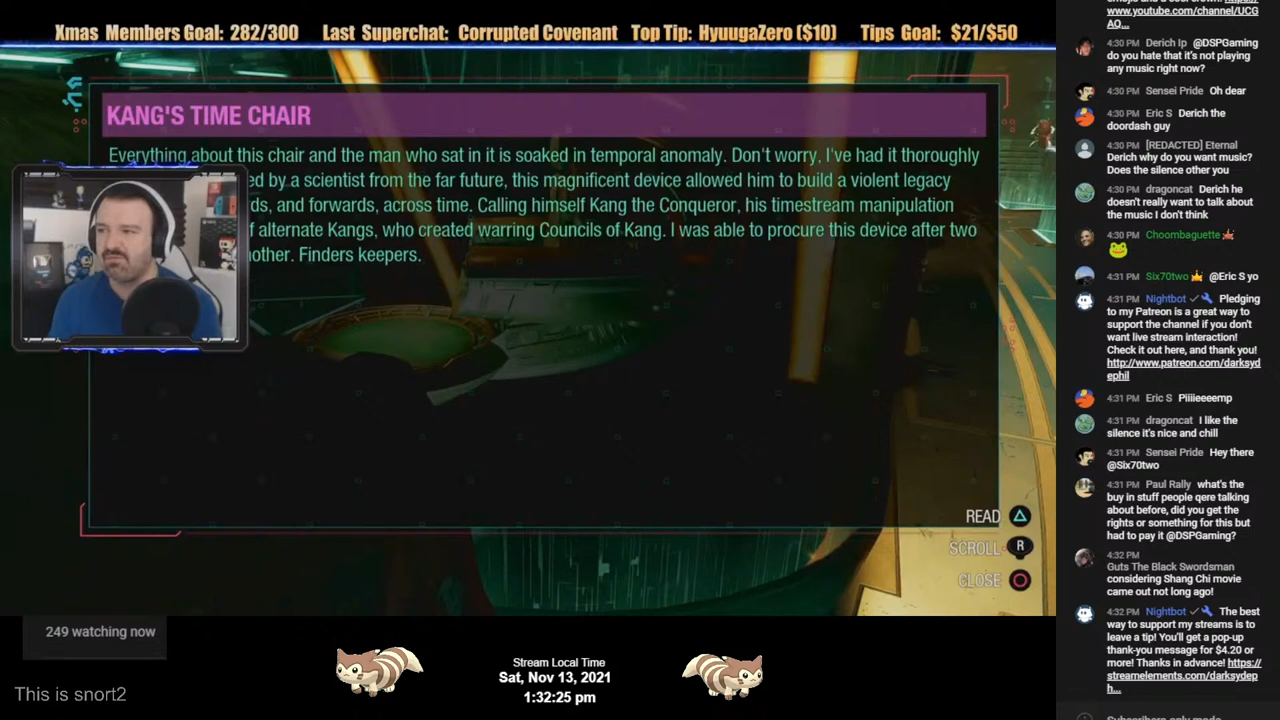 Xmas Members Goal: 282/300 Last Superchat: Corrupted Covenant Top Tip: HyuugaZero ($10) Tips Goal: $21/$50
KANG'S TIME CHAIR
Everything about this chair and the man who sat in it is soaked in temporal anomaly. Don't worry, I've had it thoroughly
ed by a scientist from the far future, this magnificent device allowed him to build a violent legacy
ds, and forwards, across time. Calling himself Kang the Conqueror, his timestream manipulation
f alternate Kangs, who created warring Councils of Kang. I was able to procure this device after two
nother. Finders keepers.
READ
SCROLL R
CLOSE
249 watching now
This is snort2
Stream Local Time
Sat, Nov 13, 2021
1:32:25 pm
www.youtube.com/channel/UCG
AO...
4:30 PM Derich Ip @DSPGaming
do you hate that it's not playing
any music right now?
4:30 PM Sensei Pride Oh dear
4:30 PM Eric S Derich the
doordash guy
4:30 PM [REDACTED] Eternal
Derich why do you want music?
Does the silence other you
4:30 PM dragoncat Derich he
doesn't really want to talk about
the music I don't think
4:30 PM Choombaguette
4:31 PM Six70two @Eric S yo
4:31 PM Nightbot Pledging
to my Patreon is a great way to
support the channel if you don't
want live stream interaction!
Check it out here, and thank you!
http://www.patreon.com/darksyd
ephil
4:31 PM Eric S Piiiieeeemp
4:31 PM dragoncat I like the
silence it's nice and chill
4:31 PM Sensei Pride Hey there
@Six70two
4:31 PM Paul Rally what's the
buy in stuff people qere talking
about before, did you get the
rights or something for this but
had to pay it @DSPGaming?
4:32 PM
Guts The Black Swordsman
considering Shang Chi movie
came out not long ago!
4:32 PM Nightbot The best
way to support my streams is to
leave a tip! You'll get a pop-up
thank-you message for $4.20 or
more! Thanks in advance! https://
streamelements.com/darksydep
h...